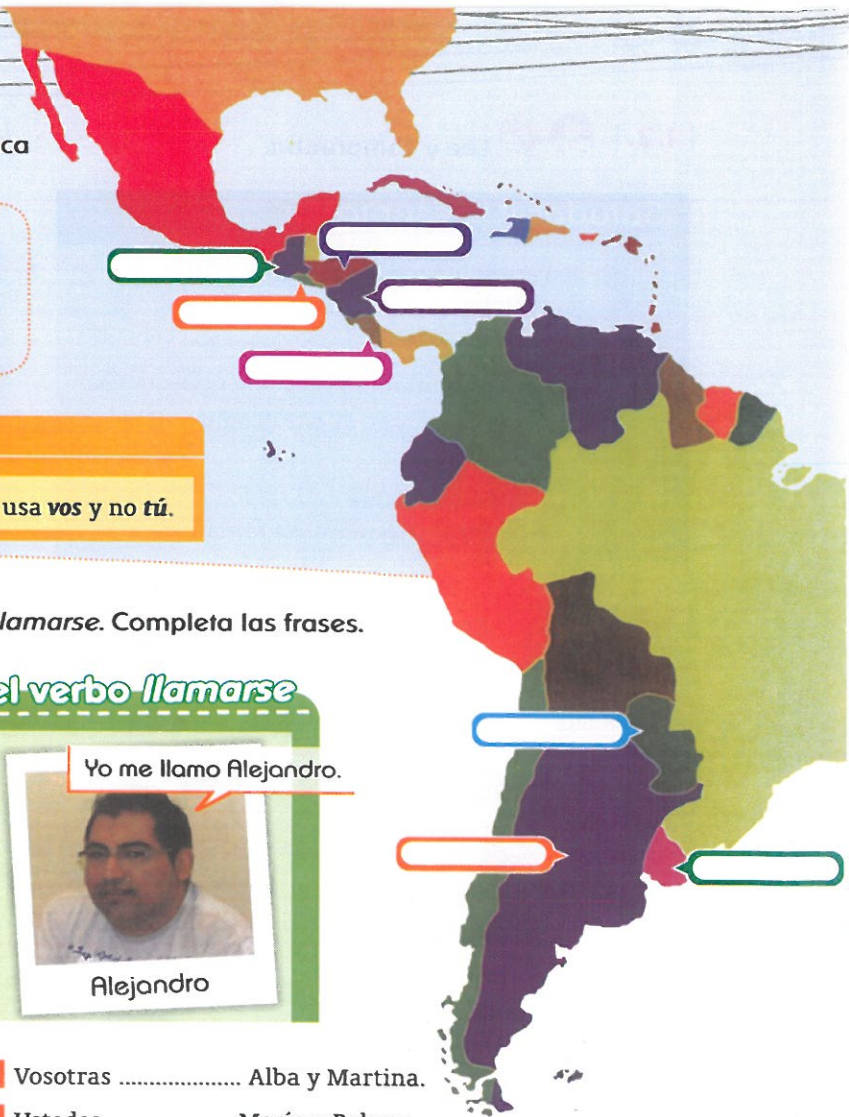 ca
usa vos y no tú.
llamarse. Completa las frases.
el verbo llamarse
Yo me llamo Alejandro.
Alejandro
Vosotras .................... Alba y Martina.